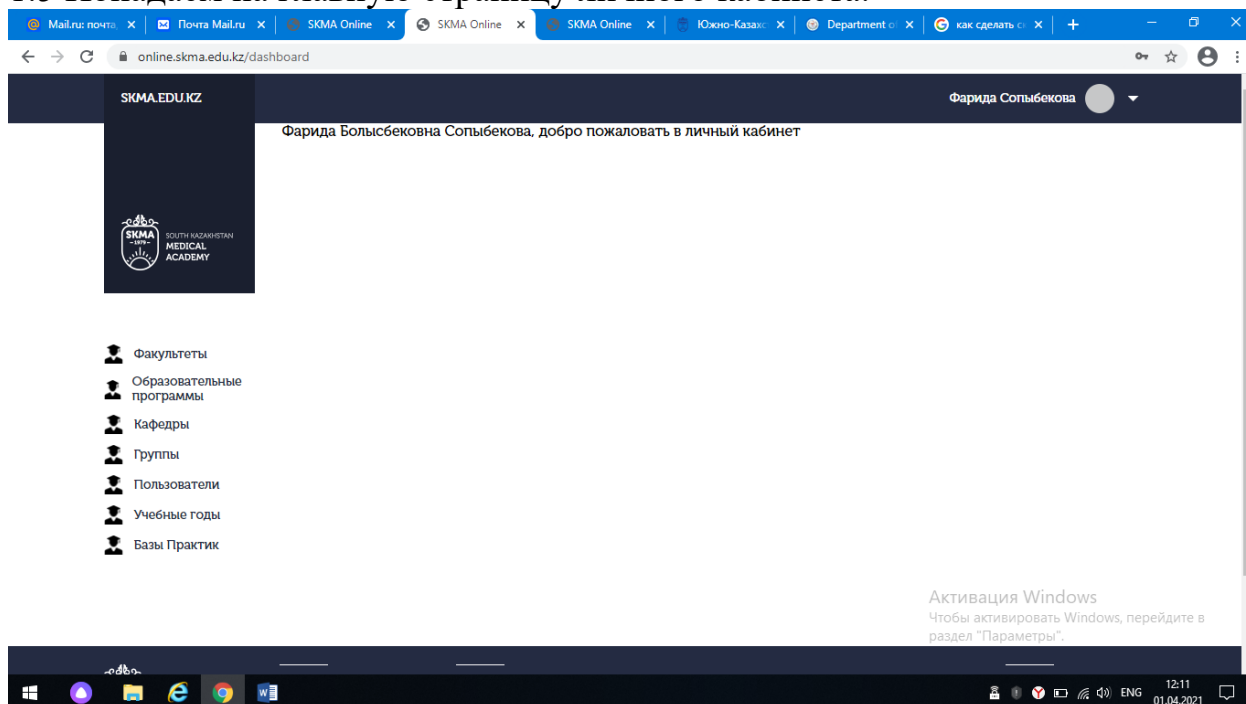 Mail.ru: почта,
Почта Mail.ru
SKMA Online
SKMA Online
SKMA Online
Южно-Казахс
Department o
как сделать с
online.skma.edu.kz/dashboard
SKMA.EDU.KZ
Фарида Сопыбекова
Фарида Болысбековна Сопыбекова, добро пожаловать в личный кабинет
SKMA
-1979-
SOUTH KAZAKHSTAN
MEDICAL
ACADEMY
Факультеты
Образовательные
программы
Кафедры
Группы
Пользователи
Учебные годы
Базы Практик
Активация Windows
Чтобы активировать Windows, перейдите в
раздел "Параметры".
ENG
12:11
01.04.2021